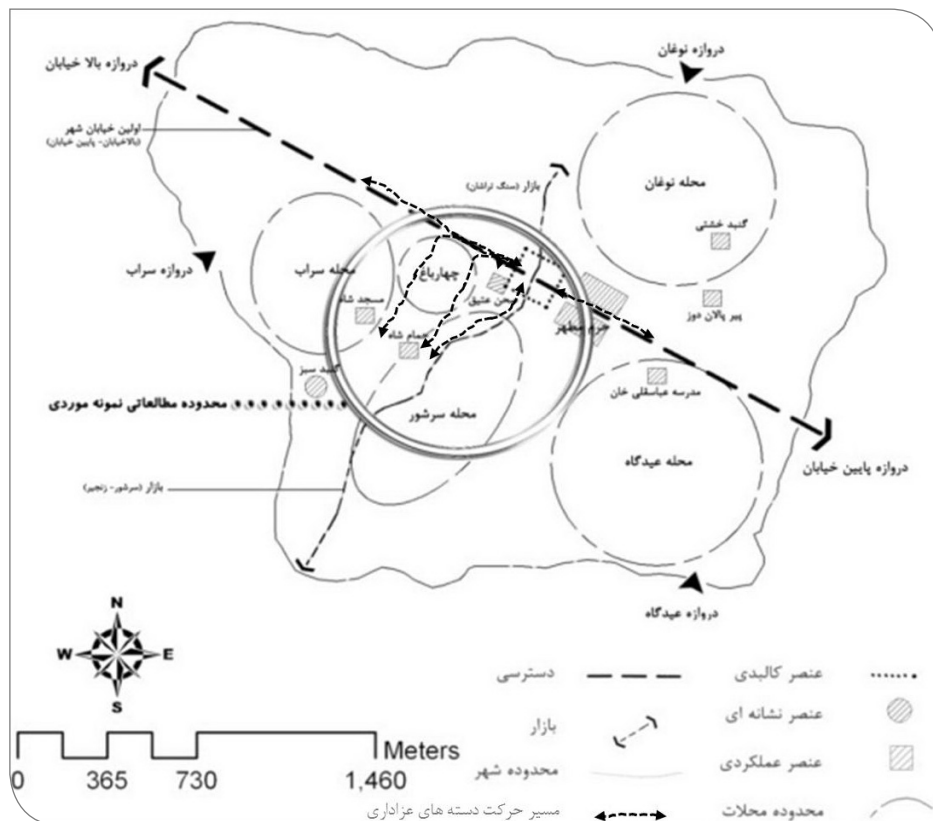 دروازه نوغان
دروازه بالا خیابان
اولین خیابان شهر
(بالاخیابان- پایین خیابان)
بازار (سنگ تراشان)
محله نوغان
گنبد خشتی
دروازه سراب
محله سراب
چهارباغ
صحن عتیق
مسجد شاه
حرم مطهر
پیر پالان دوز
حمام شاه
گنبد سبز
مدرسه عباسقلی خان
محدوده مطالعاتی نمونه موردی
محله سرشور
محله عیدگاه
دروازه پایین خیابان
بازار (سرشور- زنجیر)
دروازه عیدگاه
N
W E
S
Meters
0 365 730 1,460
عنصر کالبدی
دسترسی
عنصر نشانه ای
بازار
عنصر عملکردی
محدوده شهر
محدوده محلات
مسیر حرکت دسته های عزاداری